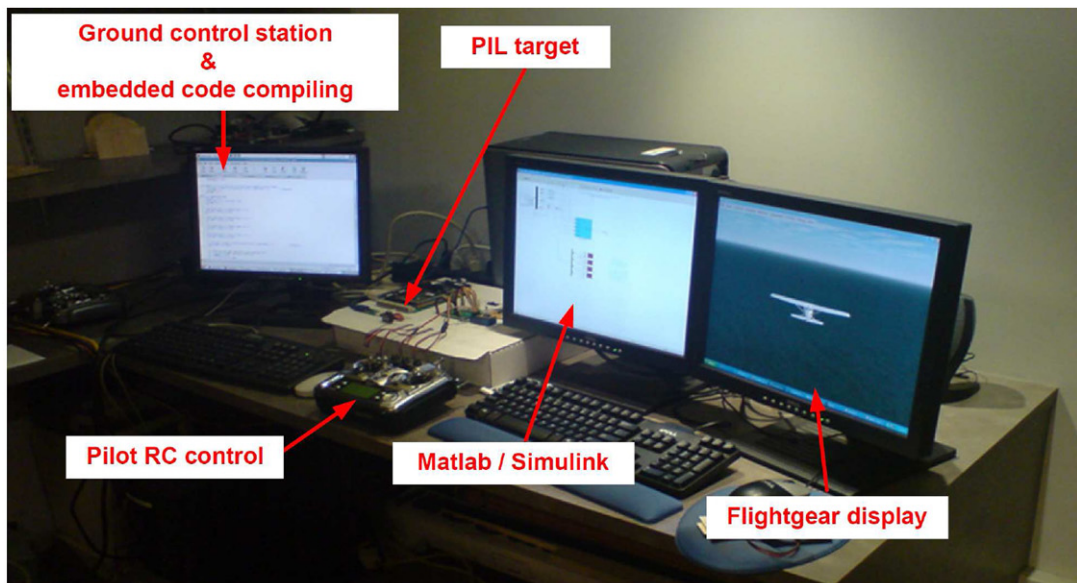 Ground control station
&
embedded code compiling
PIL target
Pilot RC control
Matlab / Simulink
Flightgear display